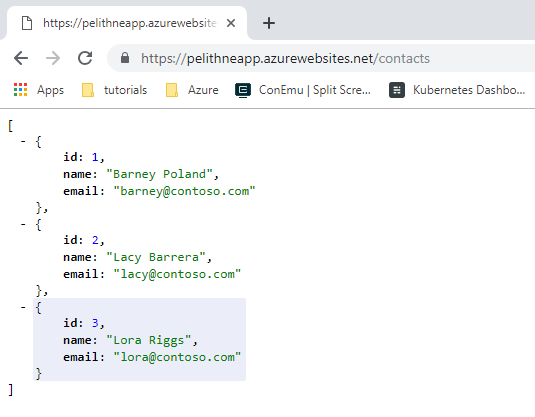 https://pelithneapp.azurewebsites
https://pelithneapp.azurewebsites.net/contacts
Apps tutorials Azure ConEmu | Split Scre... Kubernetes Dashbo...
[
- {
id: 1,
name: "Barney Poland",
email: "barney@contoso.com"
},
- {
id: 2,
name: "Lacy Barrera",
email: "lacy@contoso.com"
},
- {
id: 3,
name: "Lora Riggs",
email: "lora@contoso.com"
}
]